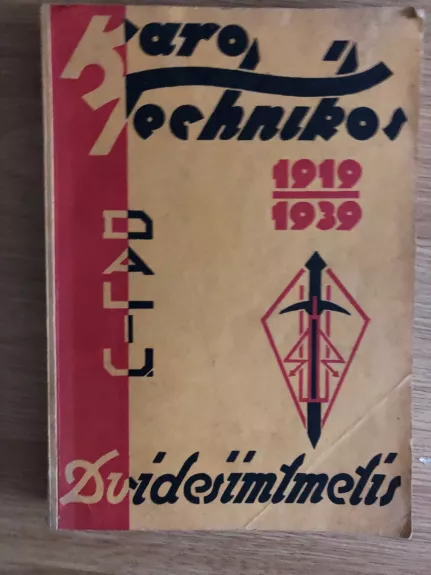 Karo
Technikos
1919
1939
DALIŲ
Dvidešimtmetis